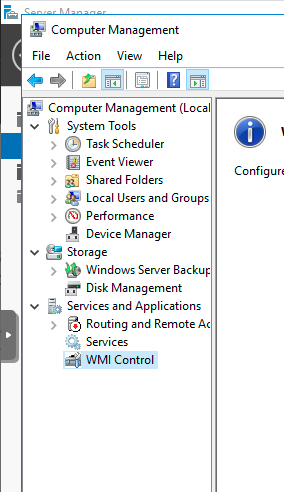 Server Manager
Computer Management
File Action View Help
Computer Management (Local
System Tools
Task Scheduler
Event Viewer
Shared Folders
Local Users and Groups
Performance
Device Manager
Storage
Windows Server Backup
Disk Management
Services and Applications
Routing and Remote Ac
Services
WMI Control
Configure